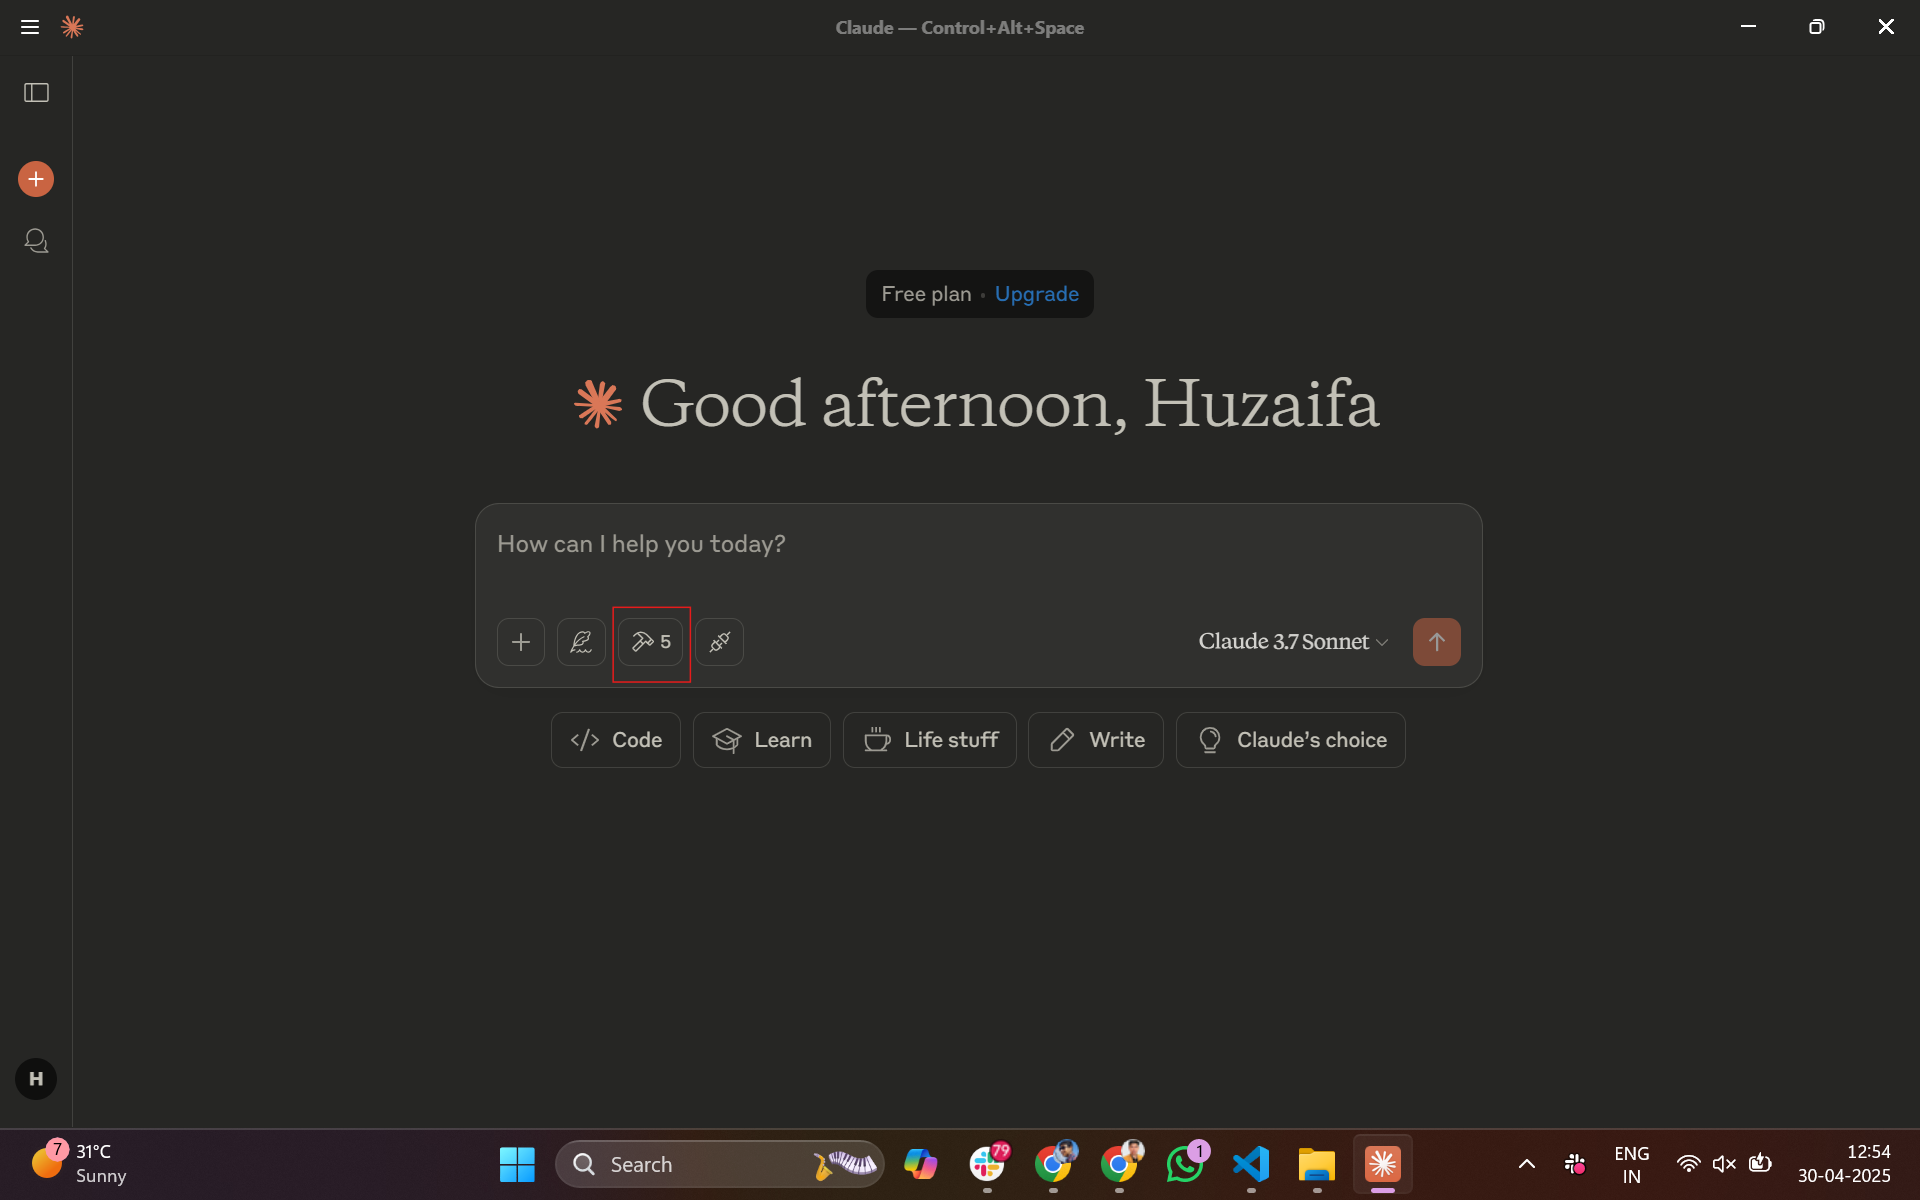 Claude — Control+Alt+Space
Free plan • Upgrade
Good afternoon, Huzaifa
How can I help you today?
5
Claude 3.7 Sonnet
Code
Learn
Life stuff
Write
Claude's choice
H
7
31°C
Sunny
Search
79
1
ENG
IN
12:54
30-04-2025